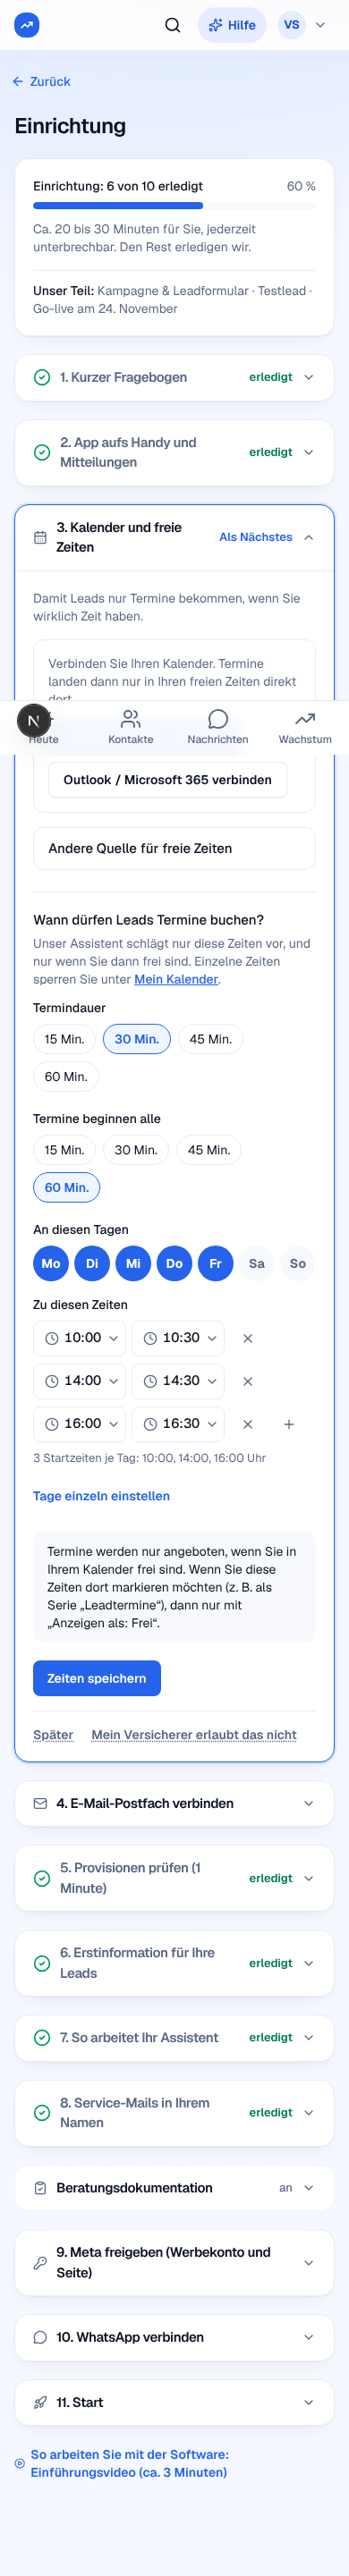 Hilfe
VS
Zurück
Einrichtung
Einrichtung: 6 von 10 erledigt
60 %
Ca. 20 bis 30 Minuten für Sie, jederzeit
unterbrechbar. Den Rest erledigen wir.
Unser Teil: Kampagne & Leadformular · Testlead ·
Go-live am 24. November
1. Kurzer Fragebogen
erledigt
2. App aufs Handy und
Mitteilungen
erledigt
3. Kalender und freie
Zeiten
Als Nächstes
Damit Leads nur Termine bekommen, wenn Sie
wirklich Zeit haben.
Verbinden Sie Ihren Kalender. Termine
landen dann nur in Ihren freien Zeiten direkt
dort.
N
Heute
Kontakte
Nachrichten
Wachstum
Outlook / Microsoft 365 verbinden
Andere Quelle für freie Zeiten
Wann dürfen Leads Termine buchen?
Unser Assistent schlägt nur diese Zeiten vor, und
nur wenn Sie dann frei sind. Einzelne Zeiten
sperren Sie unter Mein Kalender.
Termindauer
15 Min.
30 Min.
45 Min.
60 Min.
Termine beginnen alle
15 Min.
30 Min.
45 Min.
60 Min.
An diesen Tagen
Mo
Di
Mi
Do
Fr
Sa
So
Zu diesen Zeiten
10:00
10:30
14:00
14:30
16:00
16:30
3 Startzeiten je Tag: 10:00, 14:00, 16:00 Uhr
Tage einzeln einstellen
Termine werden nur angeboten, wenn Sie in
Ihrem Kalender frei sind. Wenn Sie diese
Zeiten dort markieren möchten (z. B. als
Serie „Leadtermine“), dann nur mit
„Anzeigen als: Frei“.
Zeiten speichern
Später
Mein Versicherer erlaubt das nicht
4. E-Mail-Postfach verbinden
5. Provisionen prüfen (1
Minute)
erledigt
6. Erstinformation für Ihre
Leads
erledigt
7. So arbeitet Ihr Assistent
erledigt
8. Service-Mails in Ihrem
Namen
erledigt
Beratungsdokumentation
an
9. Meta freigeben (Werbekonto und
Seite)
10. WhatsApp verbinden
11. Start
So arbeiten Sie mit der Software:
Einführungsvideo (ca. 3 Minuten)